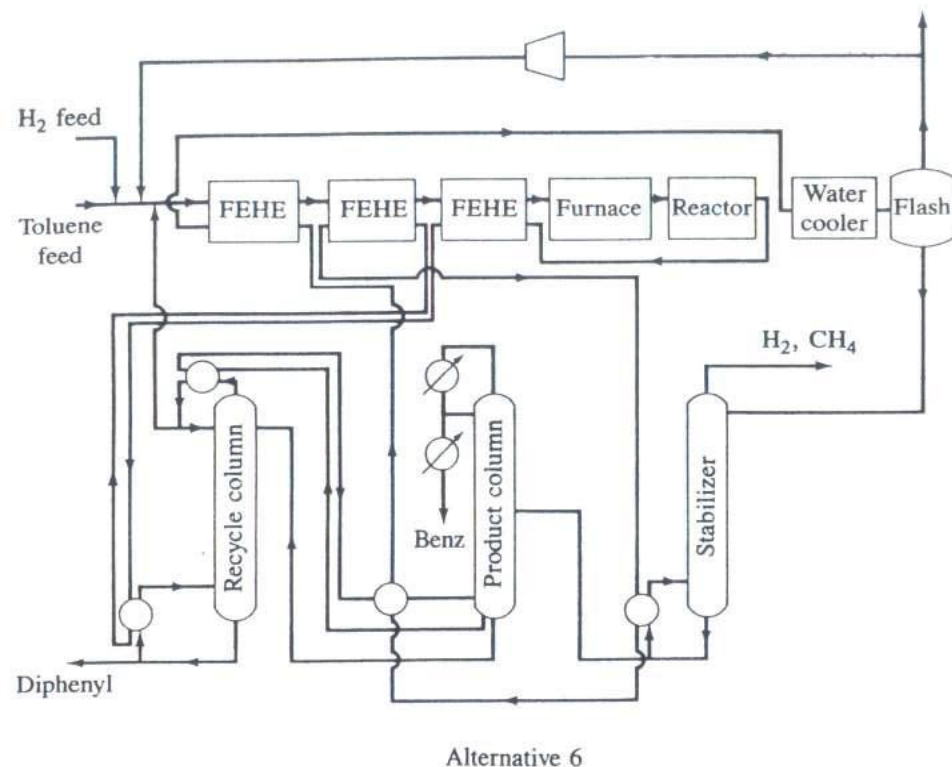 H2 feed
Toluene
feed
FEHE
FEHE
FEHE
Furnace
Reactor
Water
cooler
Flash
H2, CH4
Recycle column
Product column
Stabilizer
Benz
Diphenyl
Alternative 6